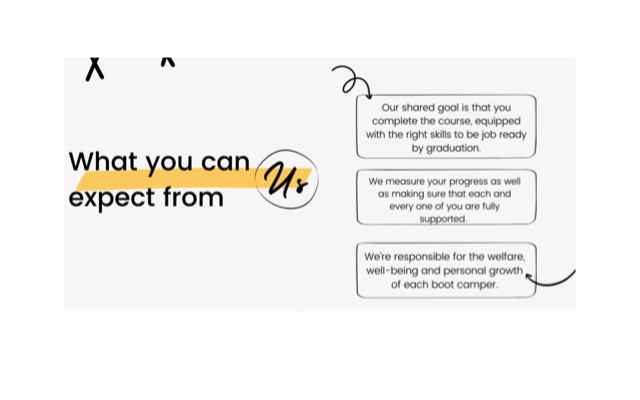 What you can
expect from
Us
Our shared goal is that you
complete the course, equipped
with the right skills to be job ready
by graduation.
We measure your progress as well
as making sure that each and
every one of you are fully
supported.
We're responsible for the welfare,
well-being and personal growth
of each boot camper.